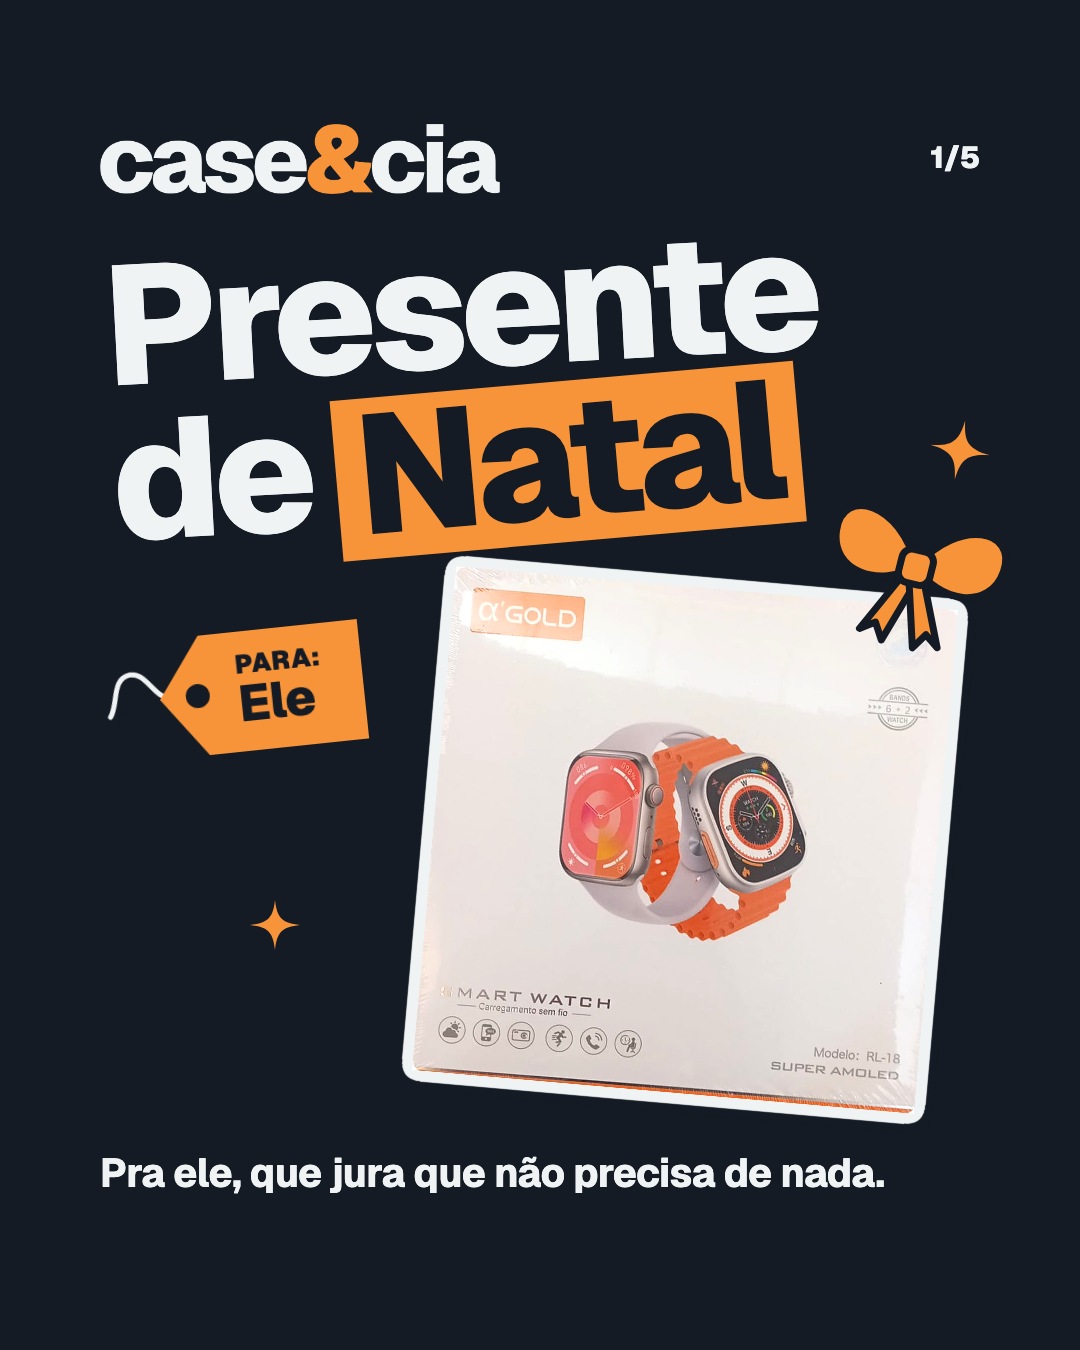 case&cia
1/5
Presente
de Natal
PARA:
Ele
α'GOLD
BANDS
6 + 2
WATCH
SMART WATCH
Carregamento sem fio
Modelo: RL-18
SUPER AMOLED
Pra ele, que jura que não precisa de nada.